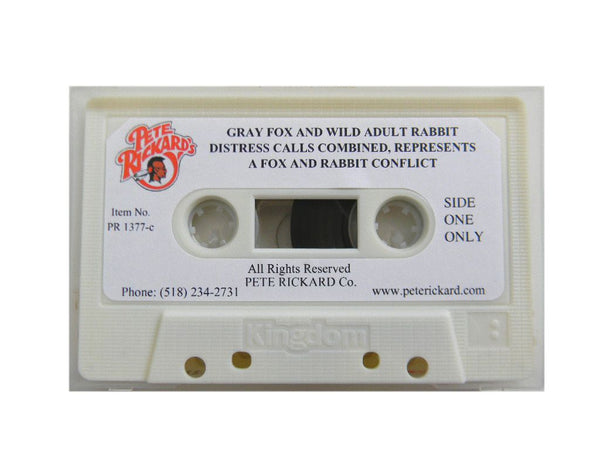 PETE
RICKARD'S
GRAY FOX AND WILD ADULT RABBIT
DISTRESS CALLS COMBINED, REPRESENTS
A FOX AND RABBIT CONFLICT
Item No.
PR 1377-c
SIDE
ONE
ONLY
All Rights Reserved
PETE RICKARD Co.
Phone: (518) 234-2731
www.peterickard.com
Kingdom